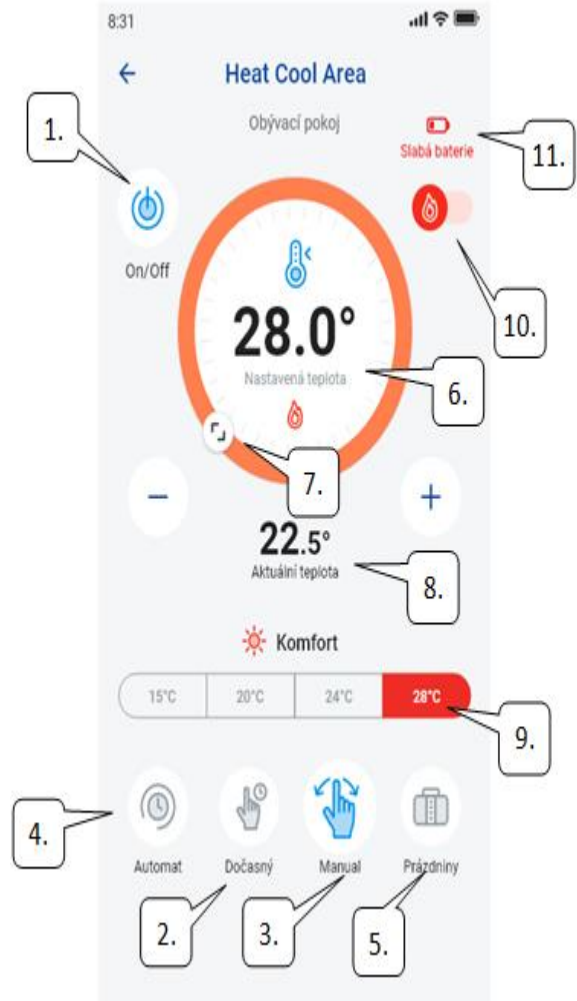 8:31
Heat Cool Area
Obývací pokoj
1.
Slabá baterie
11.
On/Off
10.
28.0°
Nastavená teplota
6.
7.
−
+
22.5°
Aktuální teplota
8.
Komfort
15°C 20°C 24°C 28°C
9.
4.
Automat Dočasný Manual Prázdniny
2. 3. 5.